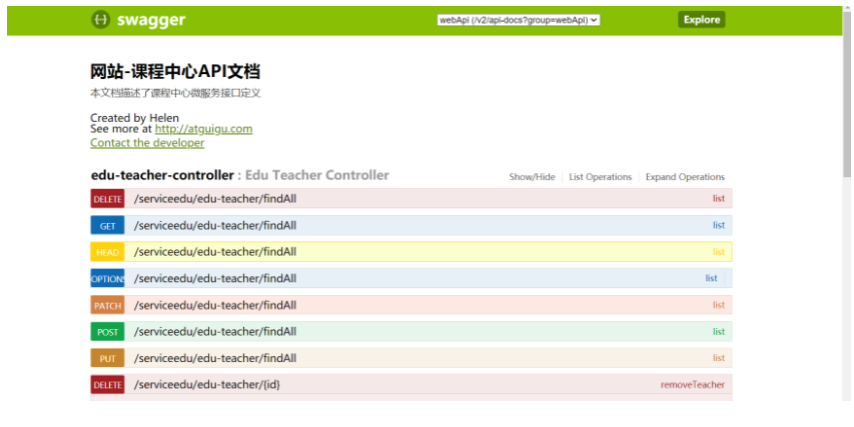 swagger
webApi (/v2/api-docs?group=webApi)
Explore
网站-课程中心API文档
本文档描述了课程中心微服务接口定义
Created by Helen
See more at http://atguigu.com
Contact the developer
edu-teacher-controller : Edu Teacher Controller Show/Hide List Operations Expand Operations
DELETE /serviceedu/edu-teacher/findAll list
GET /serviceedu/edu-teacher/findAll list
HEAD /serviceedu/edu-teacher/findAll list
OPTIONS /serviceedu/edu-teacher/findAll list
PATCH /serviceedu/edu-teacher/findAll list
POST /serviceedu/edu-teacher/findAll list
PUT /serviceedu/edu-teacher/findAll list
DELETE /serviceedu/edu-teacher/{id} removeTeacher